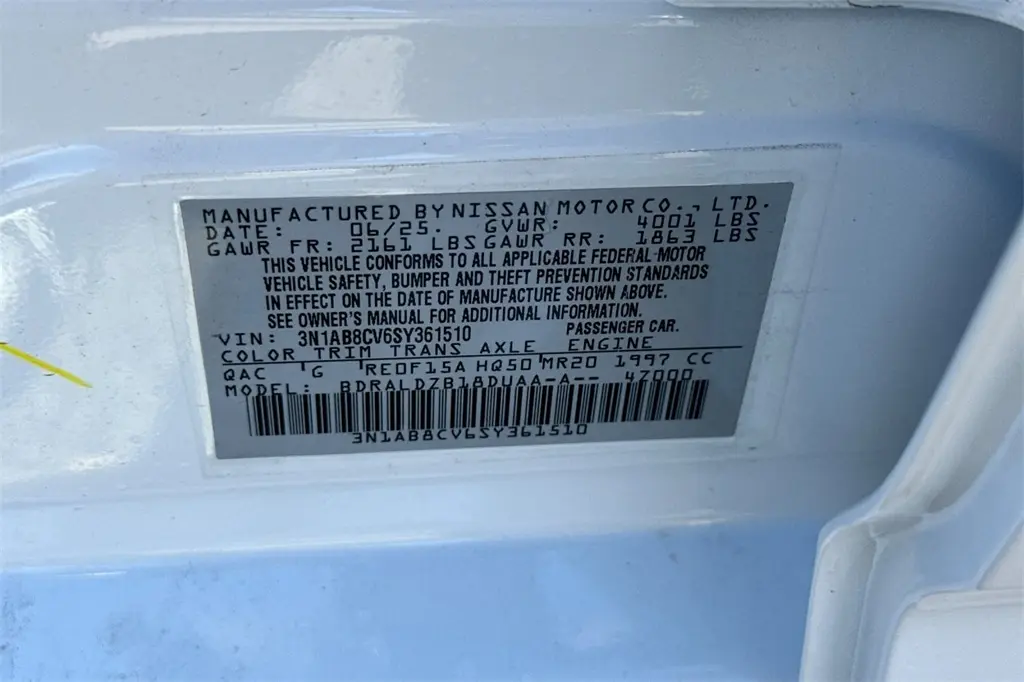 MANUFACTURED BY NISSAN MOTOR CO., LTD.
DATE: 06/25. GVWR: 4001 LBS
GAWR FR: 2161 LBS GAWR RR: 1863 LBS
THIS VEHICLE CONFORMS TO ALL APPLICABLE FEDERAL MOTOR
VEHICLE SAFETY, BUMPER AND THEFT PREVENTION STANDARDS
IN EFFECT ON THE DATE OF MANUFACTURE SHOWN ABOVE.
SEE OWNER'S MANUAL FOR ADDITIONAL INFORMATION.
VIN: 3N1AB8CV6SY361510 PASSENGER CAR.
COLOR TRIM TRANS AXLE ENGINE
QAC G RE0F15A HQ50 MR20 1997 CC
MODEL: BDRALDZB18DUAA-A-- 47000
3N1AB8CV6SY361510